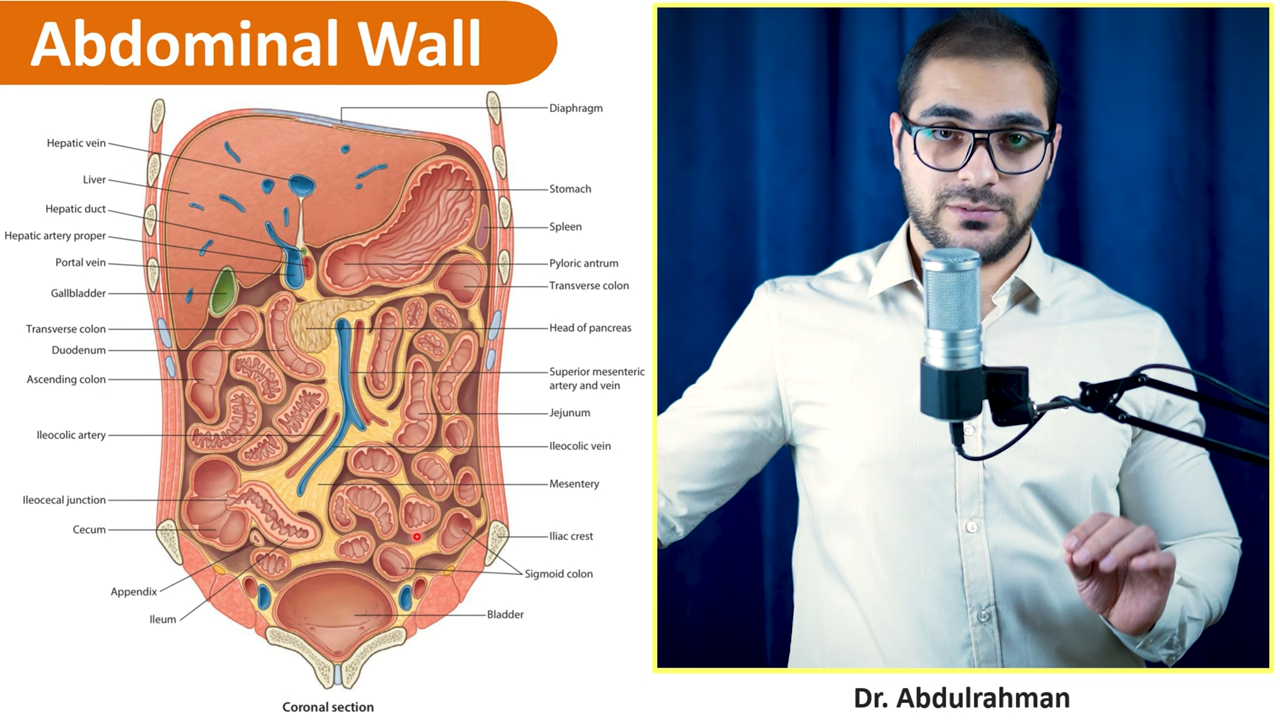 Abdominal Wall
Diaphragm
Hepatic vein
Liver
Hepatic duct
Hepatic artery proper
Portal vein
Gallbladder
Transverse colon
Duodenum
Ascending colon
Ileocolic artery
Ileocecal junction
Cecum
Appendix
Ileum
Stomach
Spleen
Pyloric antrum
Transverse colon
Head of pancreas
Superior mesenteric
artery and vein
Jejunum
Ileocolic vein
Mesentery
Iliac crest
Sigmoid colon
Bladder
Coronal section
Dr. Abdulrahman